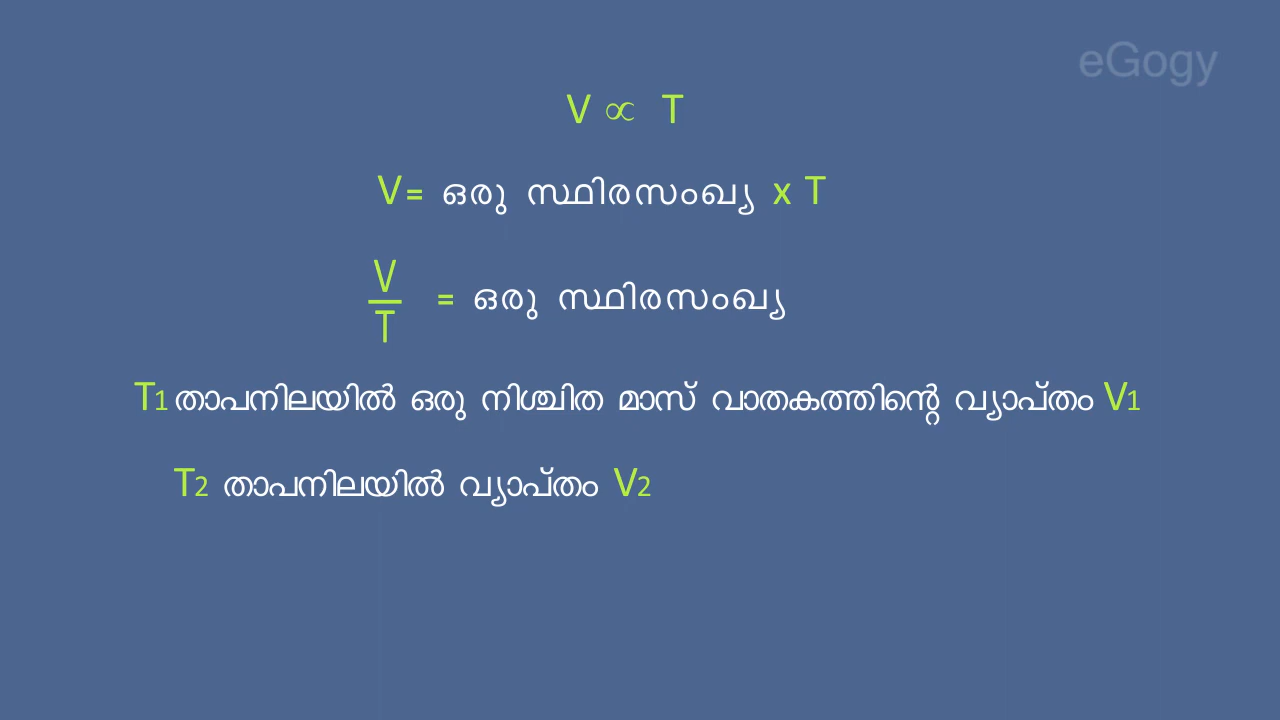 eGogy
V ∝ T
V = ഒരു സ്ഥിരസംഖ്യ x T
V
T
= ഒരു സ്ഥിരസംഖ്യ
T1 താപനിലയിൽ ഒരു നിശ്ചിത മാസ് വാതകത്തിന്റെ വ്യാപ്തം V1
T2 താപനിലയിൽ വ്യാപ്തം V2